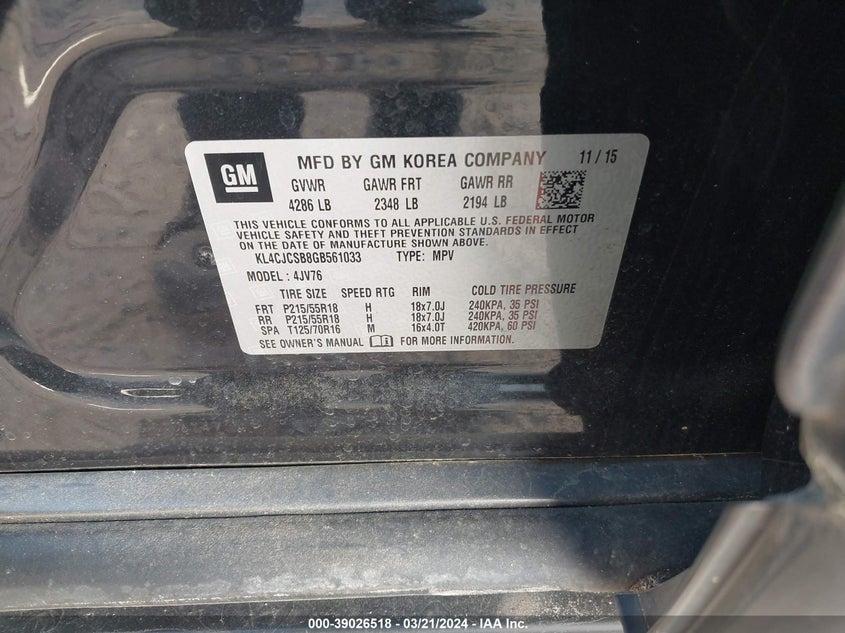 GM
MFD BY GM KOREA COMPANY 11 / 15
GVWR GAWR FRT GAWR RR
4286 LB 2348 LB 2194 LB
THIS VEHICLE CONFORMS TO ALL APPLICABLE U.S. FEDERAL MOTOR
VEHICLE SAFETY AND THEFT PREVENTION STANDARDS IN EFFECT
ON THE DATE OF MANUFACTURE SHOWN ABOVE.
KL4CJCSB8GB561033 TYPE: MPV
MODEL : 4JV76
TIRE SIZE SPEED RTG RIM COLD TIRE PRESSURE
FRT P215/55R18 H 18x7.0J 240KPA, 35 PSI
RR P215/55R18 H 18x7.0J 240KPA, 35 PSI
SPA T125/70R16 M 16x4.0T 420KPA, 60 PSI
SEE OWNER'S MANUAL FOR MORE INFORMATION.
000-39026518 - 03/21/2024 - IAA Inc.